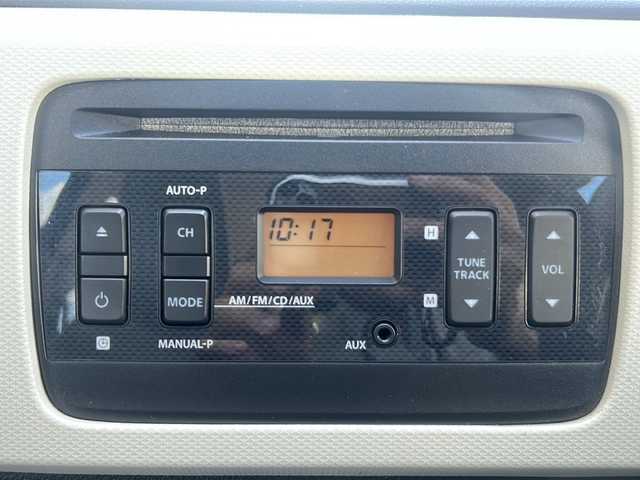 AUTO-P
CH
MODE
MANUAL-P
10:17
AM/FM/CD/AUX
AUX
H
M
TUNE
TRACK
VOL